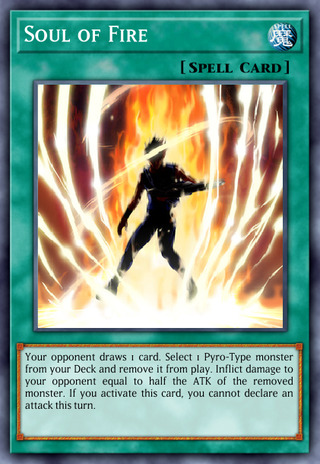 Soul of Fire
[Spell Card]
Your opponent draws 1 card. Select 1 Pyro-Type monster
from your Deck and remove it from play. Inflict damage to
your opponent equal to half the ATK of the removed
monster. If you activate this card, you cannot declare an
attack this turn.